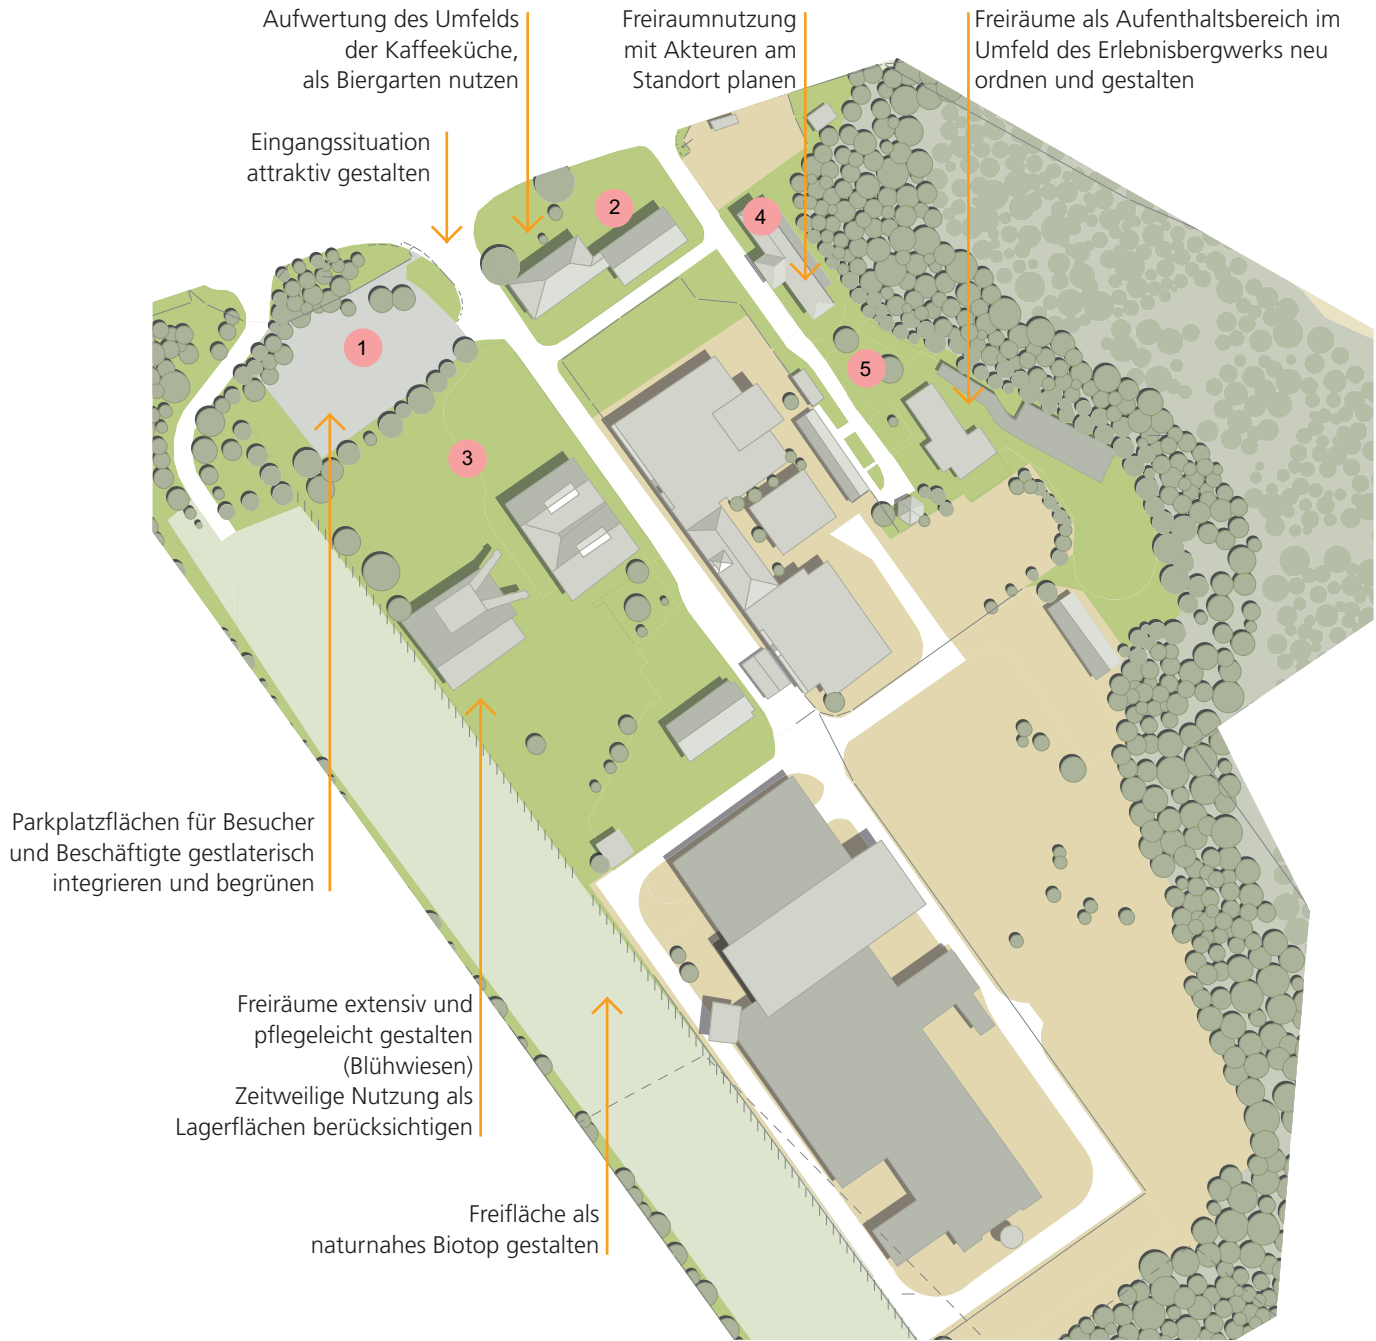 Aufwertung des Umfelds
der Kaffeeküche,
als Biergarten nutzen
Freiraumnutzung
mit Akteuren am
Standort planen
Freiräume als Aufenthaltsbereich im
Umfeld des Erlebnisbergwerks neu
ordnen und gestalten
Eingangssituation
attraktiv gestalten
2
4
1
5
3
Parkplatzflächen für Besucher
und Beschäftigte gestlaterisch
integrieren und begrünen
Freiräume extensiv und
pflegeleicht gestalten
(Blühwiesen)
Zeitweilige Nutzung als
Lagerflächen berücksichtigen
Freifläche als
naturnahes Biotop gestalten